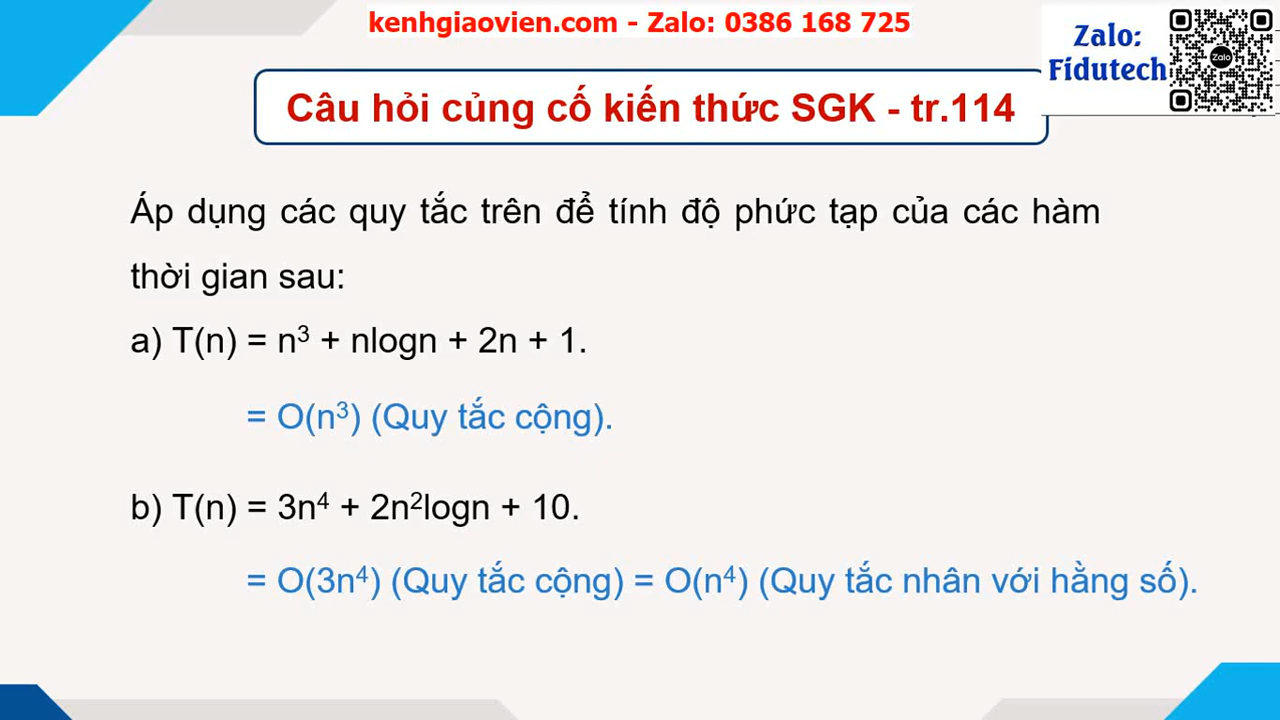 kenhgiaovien.com - Zalo: 0386 168 725
Zalo:
Fidutech
Zalo
Câu hỏi củng cố kiến thức SGK - tr.114
Áp dụng các quy tắc trên để tính độ phức tạp của các hàm
thời gian sau:
a) T(n) = n³ + nlogn + 2n + 1.
= O(n³) (Quy tắc cộng).
b) T(n) = 3n⁴ + 2n²logn + 10.
= O(3n⁴) (Quy tắc cộng) = O(n⁴) (Quy tắc nhân với hằng số).